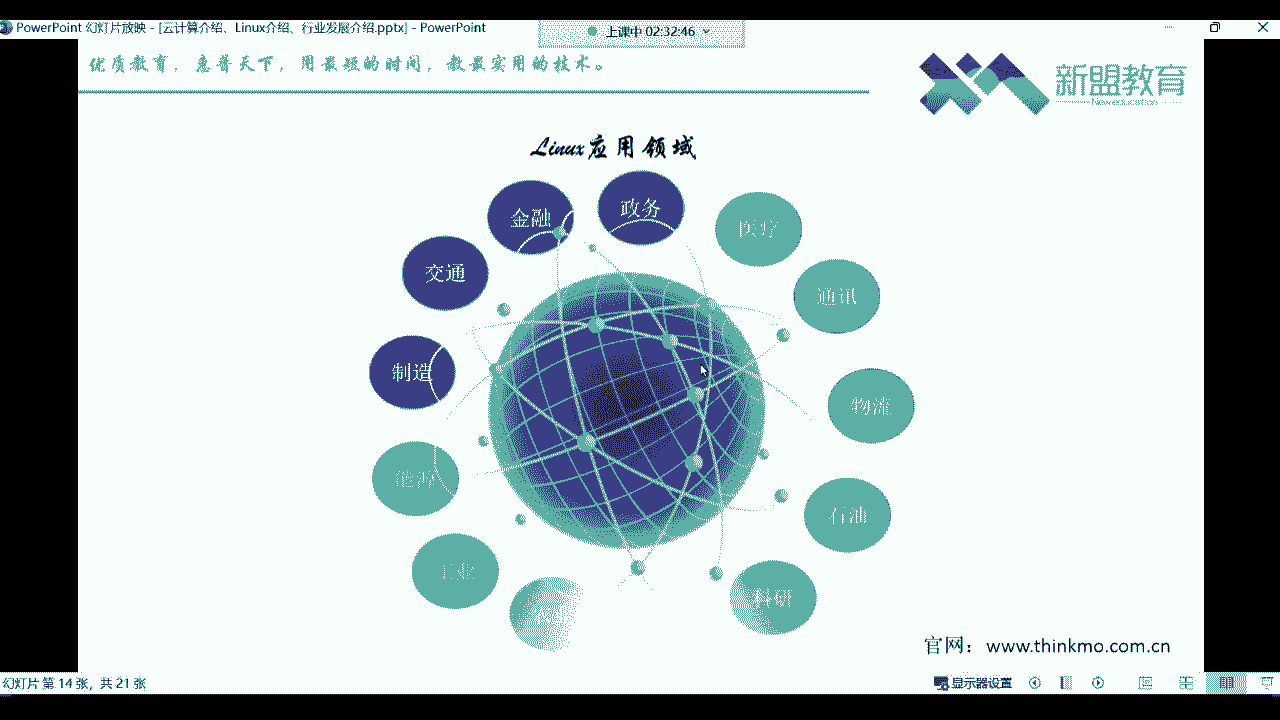 PowerPoint 幻灯片放映 - [云计算介绍、Linux介绍、行业发展介绍.pptx] - PowerPoint
上课中 02:32:46
优质教育，惠普天下，用最短的时间，教最实用的技术。
新盟教育
New education
Linux应用领域
金融
政务
医疗
交通
通讯
制造
物流
能源
石油
工业
科研
官网：www.thinkmo.com.cn
幻灯片 第 14 张，共 21 张
显示器设置